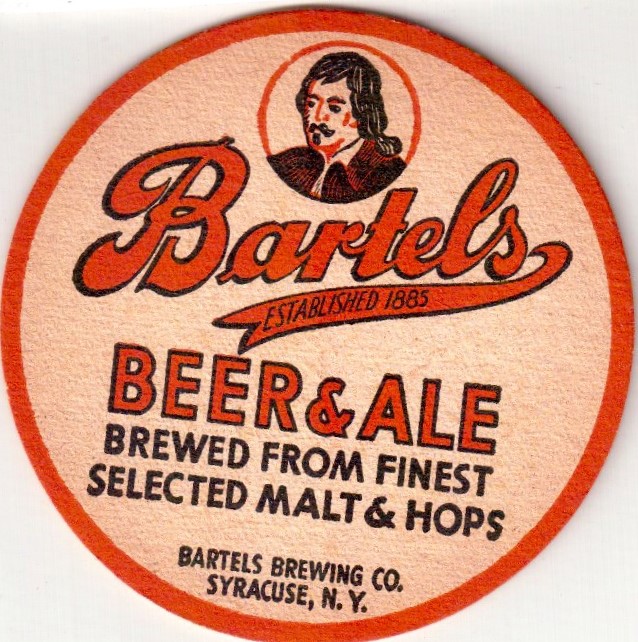 Bartels
ESTABLISHED 1885
BEER & ALE
BREWED FROM FINEST
SELECTED MALT & HOPS
BARTELS BREWING CO.
SYRACUSE, N. Y.